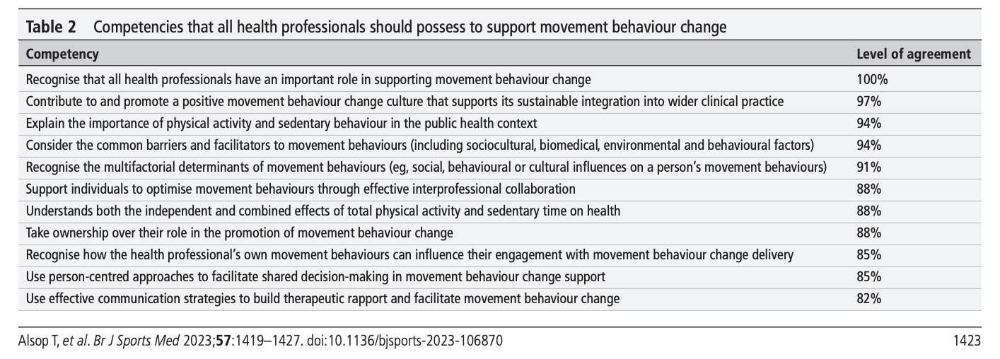 Table 2 Competencies that all health professionals should possess to support movement behaviour change
Competency Level of agreement
Recognise that all health professionals have an important role in supporting movement behaviour change 100%
Contribute to and promote a positive movement behaviour change culture that supports its sustainable integration into wider clinical practice 97%
Explain the importance of physical activity and sedentary behaviour in the public health context 94%
Consider the common barriers and facilitators to movement behaviours (including sociocultural, biomedical, environmental and behavioural factors) 94%
Recognise the multifactorial determinants of movement behaviours (eg, social, behavioural or cultural influences on a person's movement behaviours) 91%
Support individuals to optimise movement behaviours through effective interprofessional collaboration 88%
Understands both the independent and combined effects of total physical activity and sedentary time on health 88%
Take ownership over their role in the promotion of movement behaviour change 88%
Recognise how the health professional's own movement behaviours can influence their engagement with movement behaviour change delivery 85%
Use person-centred approaches to facilitate shared decision-making in movement behaviour change support 85%
Use effective communication strategies to build therapeutic rapport and facilitate movement behaviour change 82%
Alsop T, et al. Br J Sports Med 2023;57:1419–1427. doi:10.1136/bjsports-2023-106870 1423